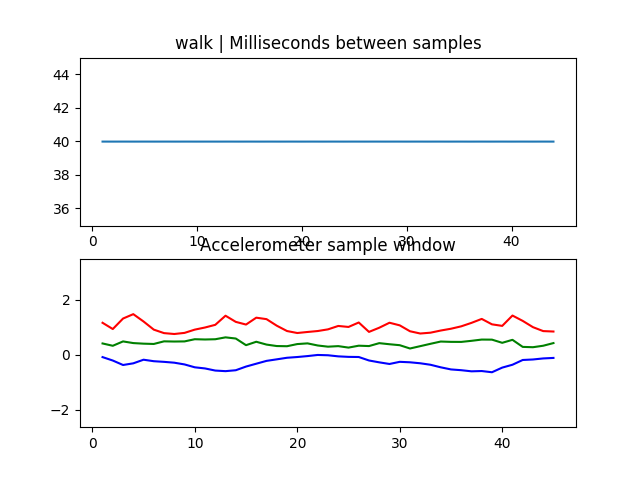 walk | Milliseconds between samples
44
42
40
38
36
0 10 20 30 40
Accelerometer sample window
2
0
−2
0 10 20 30 40